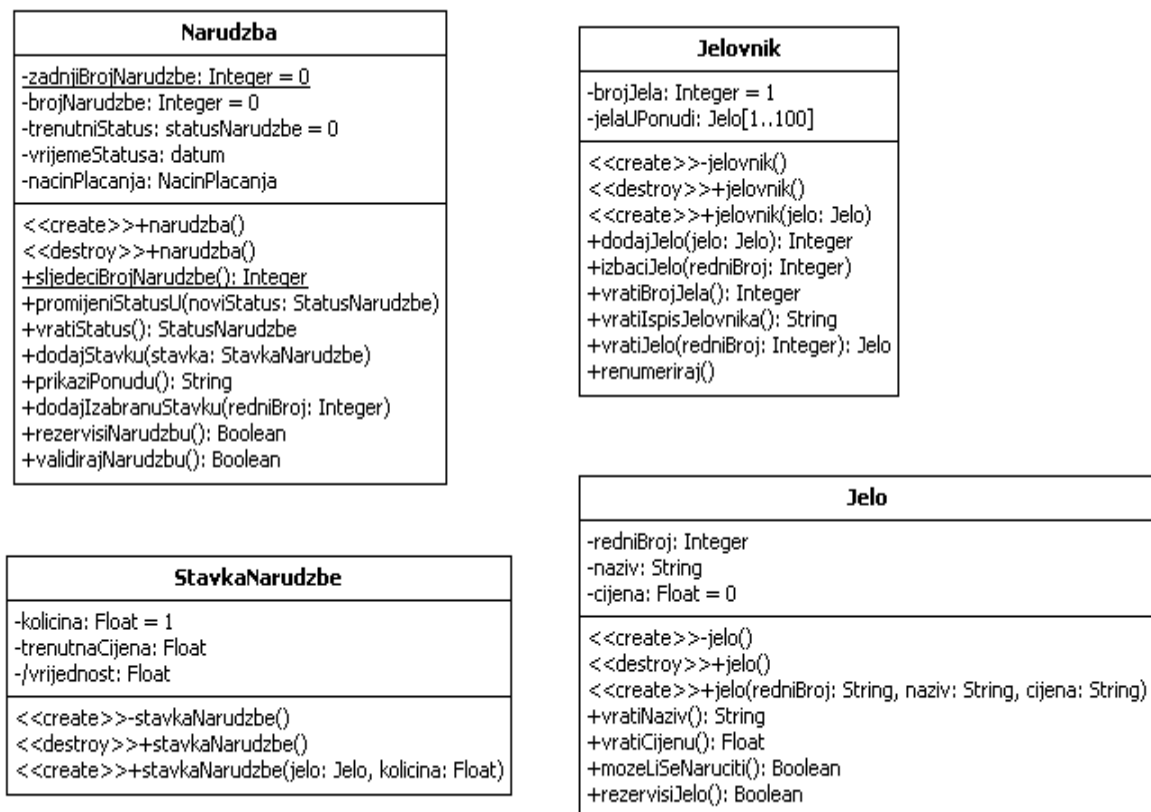 Narudzba
-zadnjiBrojNarudzbe: Integer = 0
-brojNarudzbe: Integer = 0
-trenutniStatus: statusNarudzbe = 0
-vrijemeStatusa: datum
-nacinPlacanja: NacinPlacanja
<<create>>+narudzba()
<<destroy>>+narudzba()
+sljedeciBrojNarudzbe(): Integer
+promijeniStatusU(noviStatus: StatusNarudzbe)
+vratiStatus(): StatusNarudzbe
+dodajStavku(stavka: StavkaNarudzbe)
+prikaziPonudu(): String
+dodajIzabranuStavku(redniBroj: Integer)
+rezervisiNarudzbu(): Boolean
+validirajNarudzbu(): Boolean
Jelovnik
-brojJela: Integer = 1
-jelaUPonudi: Jelo[1..100]
<<create>>-jelovnik()
<<destroy>>+jelovnik()
<<create>>+jelovnik(jelo: Jelo)
+dodajJelo(jelo: Jelo): Integer
+izbaciJelo(redniBroj: Integer)
+vratiBrojJela(): Integer
+vratiIspisJelovnika(): String
+vratiJelo(redniBroj: Integer): Jelo
+renumeriraj()
StavkaNarudzbe
-kolicina: Float = 1
-trenutnaCijena: Float
-/vrijednost: Float
<<create>>-stavkaNarudzbe()
<<destroy>>+stavkaNarudzbe()
<<create>>+stavkaNarudzbe(jelo: Jelo, kolicina: Float)
Jelo
-redniBroj: Integer
-naziv: String
-cijena: Float = 0
<<create>>-jelo()
<<destroy>>+jelo()
<<create>>+jelo(redniBroj: String, naziv: String, cijena: String)
+vratiNaziv(): String
+vratiCijenu(): Float
+mozeLiSeNaruciti(): Boolean
+rezervisiJelo(): Boolean